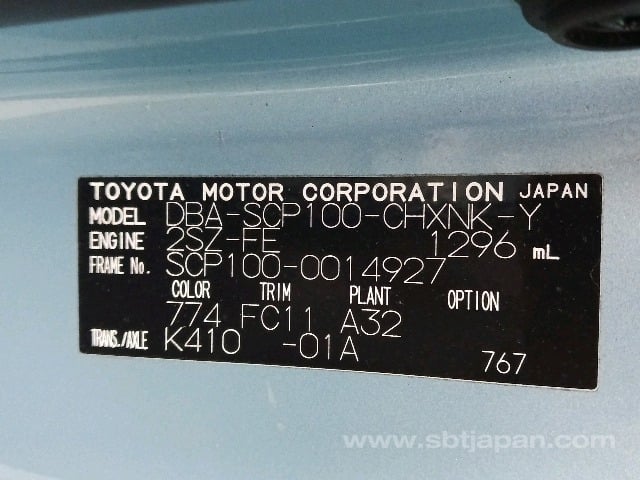 TOYOTA MOTOR CORPORATION JAPAN
MODEL DBA-SCP100-CHXNK-Y
ENGINE 2SZ-FE 1296 mL
FRAME No. SCP100-0014927
COLOR TRIM PLANT OPTION
774 FC11 A32
TRANS./AXLE K410 -01A 767
www.sbtjapan.com